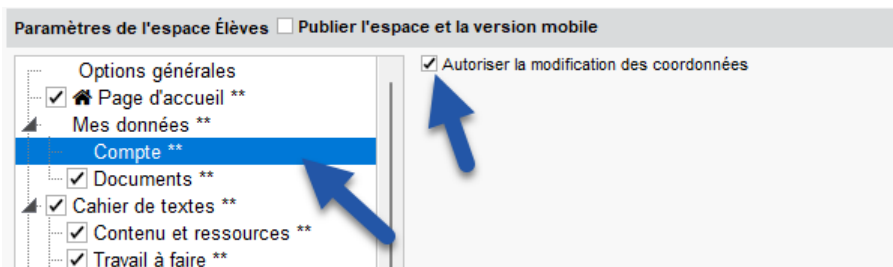 Paramètres de l'espace Élèves Publier l'espace et la version mobile
Options générales
Autoriser la modification des coordonnées
Page d'accueil **
Mes données **
Compte **
Documents **
Cahier de textes **
Contenu et ressources **
Travail à faire **